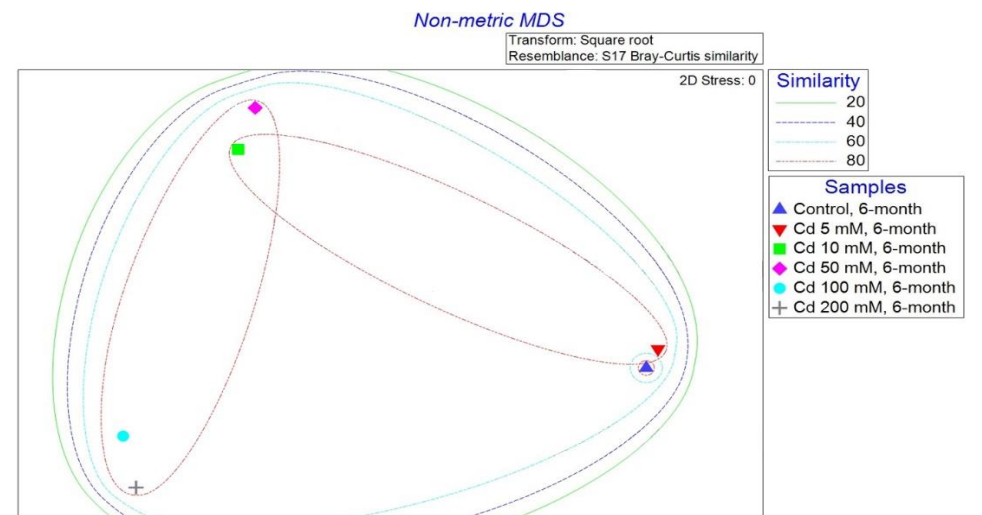 Non-metric MDS
Transform: Square root
Resemblance: S17 Bray-Curtis similarity
2D Stress: 0
Similarity
20
40
60
80
Samples
Control, 6-month
Cd 5 mM, 6-month
Cd 10 mM, 6-month
Cd 50 mM, 6-month
Cd 100 mM, 6-month
Cd 200 mM, 6-month